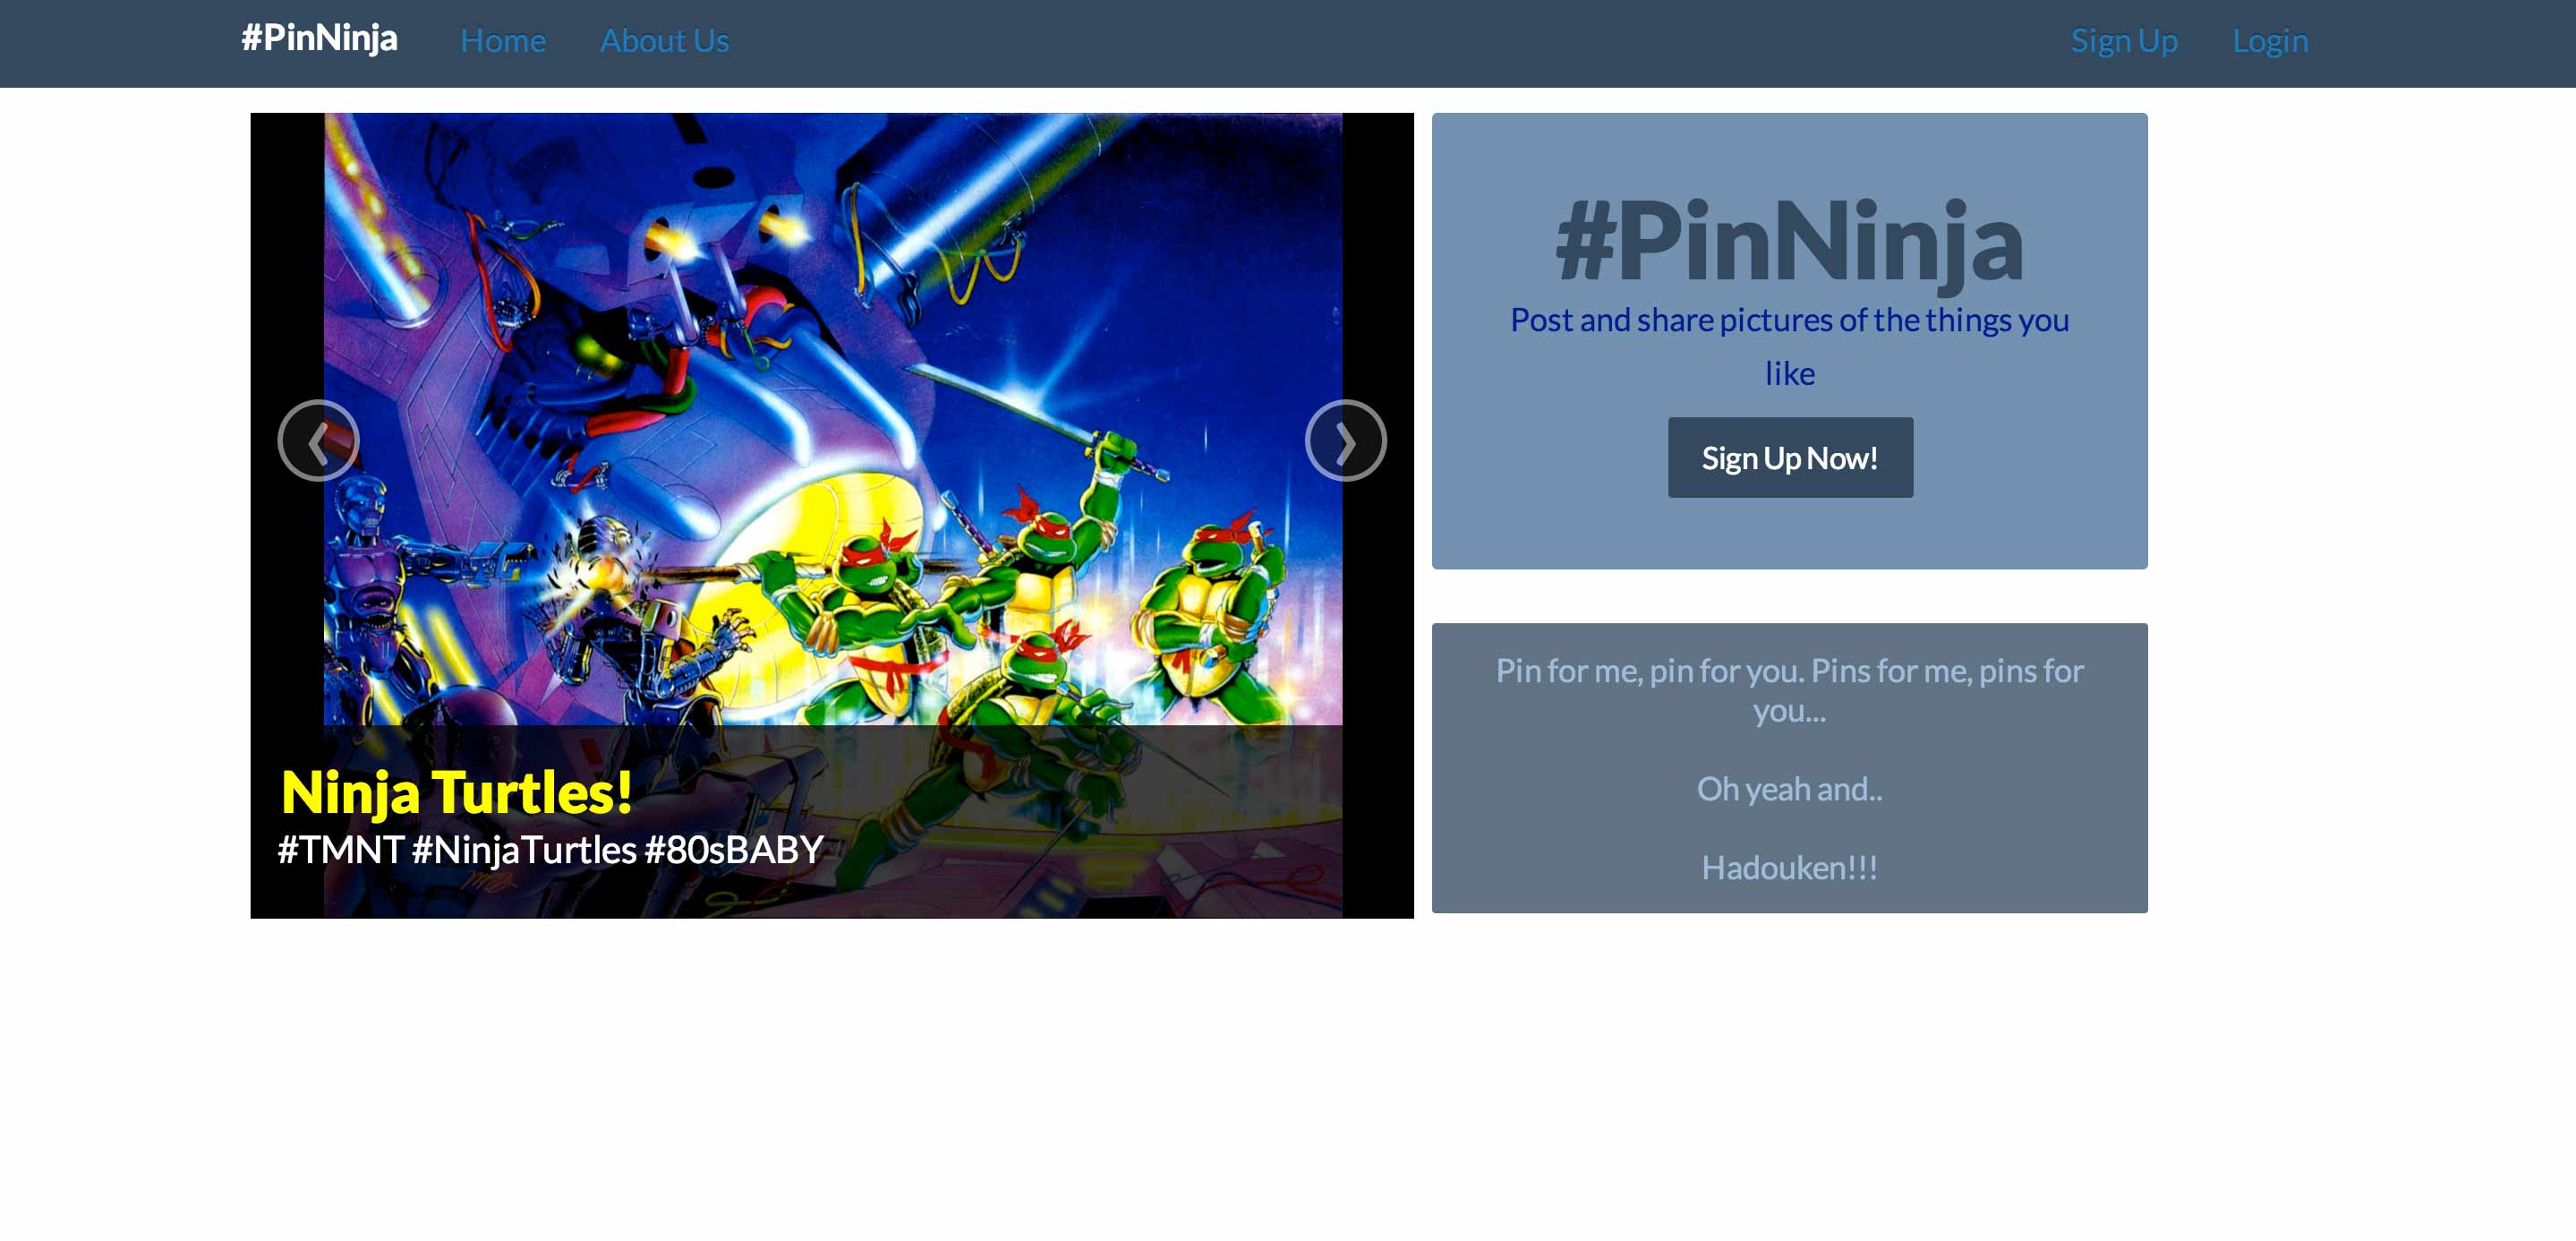 #PinNinja Home About Us Sign Up Login
Ninja Turtles!
#TMNT #NinjaTurtles #80sBABY
#PinNinja
Post and share pictures of the things you
like
Sign Up Now!
Pin for me, pin for you. Pins for me, pins for
you...
Oh yeah and..
Hadouken!!!